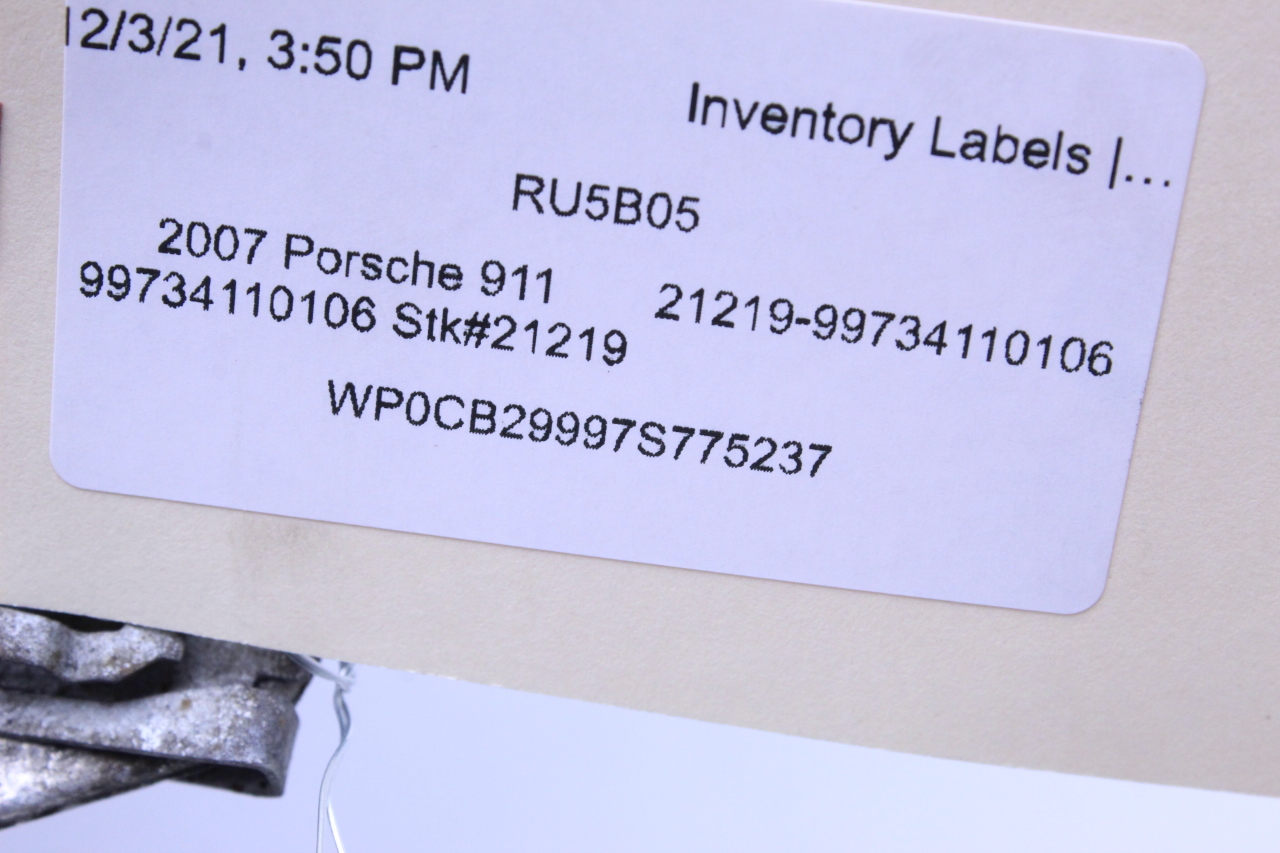 12/3/21, 3:50 PM
Inventory Labels |...
RU5B05
2007 Porsche 911
21219-99734110106
99734110106 Stk#21219
WP0CB29997S775237